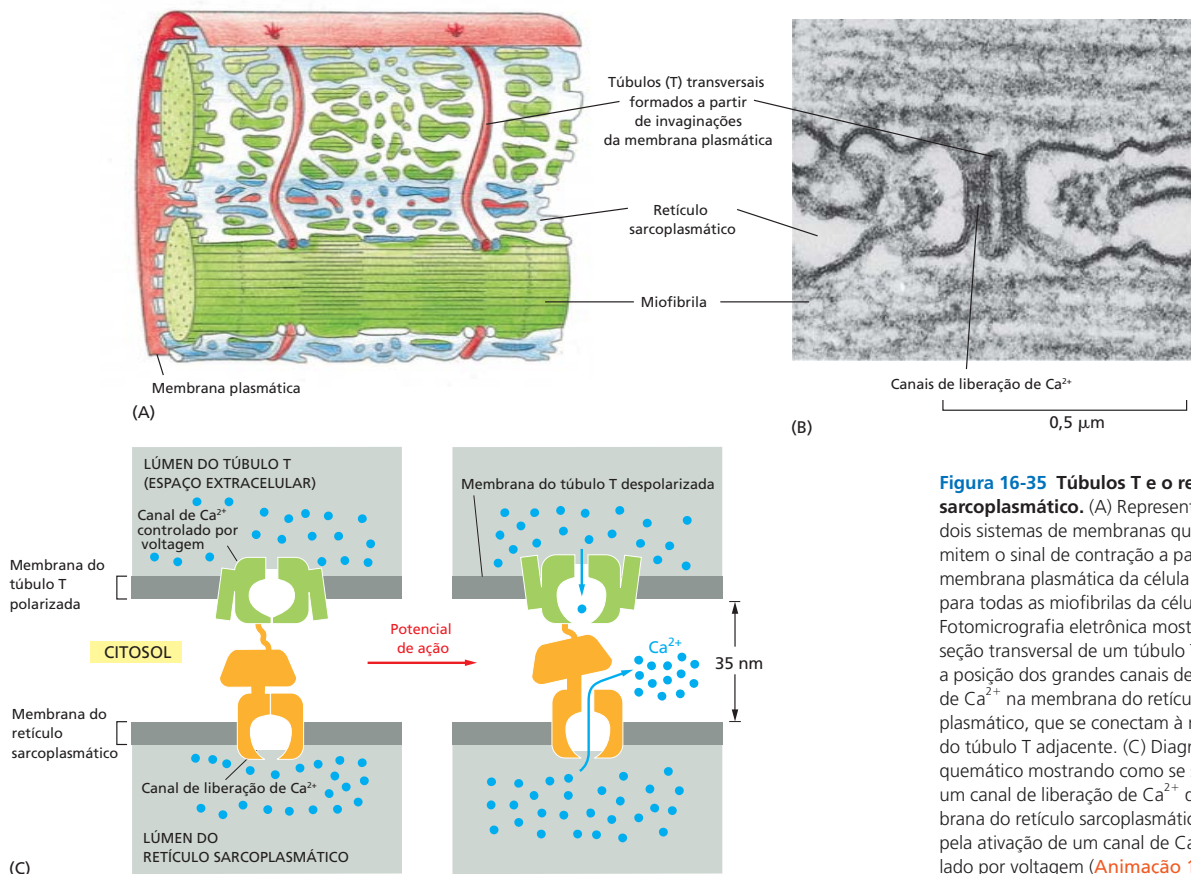 Túbulos (T) transversais
formados a partir
de invaginações
da membrana plasmática
Retículo
sarcoplasmático
Miofibrila
Membrana plasmática
(A)
Canais de liberação de Ca²⁺
0,5 μm
(B)
LÚMEN DO TÚBULO T
(ESPAÇO EXTRACELULAR)
Canal de Ca²⁺
controlado por
voltagem
Membrana do
túbulo T
polarizada
CITOSOL
Membrana do
retículo
sarcoplasmático
Canal de liberação de Ca²⁺
LÚMEN DO
RETÍCULO SARCOPLASMÁTICO
Potencial
de ação
Membrana do túbulo T despolarizada
Ca²⁺
35 nm
(C)
Figura 16-35 Túbulos T e o re
sarcoplasmático. (A) Represent
dois sistemas de membranas qu
mitem o sinal de contração a pa
membrana plasmática da célula
para todas as miofibrilas da célu
Fotomicrografia eletrônica most
seção transversal de um túbulo T
a posição dos grandes canais de
de Ca²⁺ na membrana do retícu
plasmático, que se conectam à m
do túbulo T adjacente. (C) Diagr
quemático mostrando como se
um canal de liberação de Ca²⁺ d
brana do retículo sarcoplasmátic
pela ativação de um canal de Ca
lado por voltagem (Animação 1